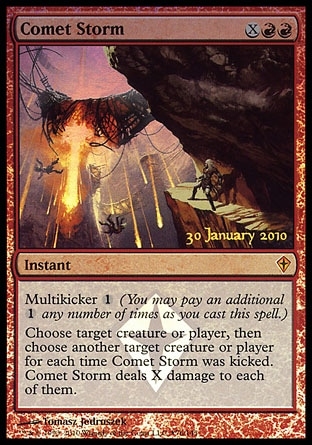 Comet Storm XRR
30 January 2010
Instant
Multikicker 1 (You may pay an additional
1 any number of times as you cast this spell.)
Choose target creature or player, then
choose another target creature or player
for each time Comet Storm was kicked.
Comet Storm deals X damage to each
of them.
Tomasz Jedruszek